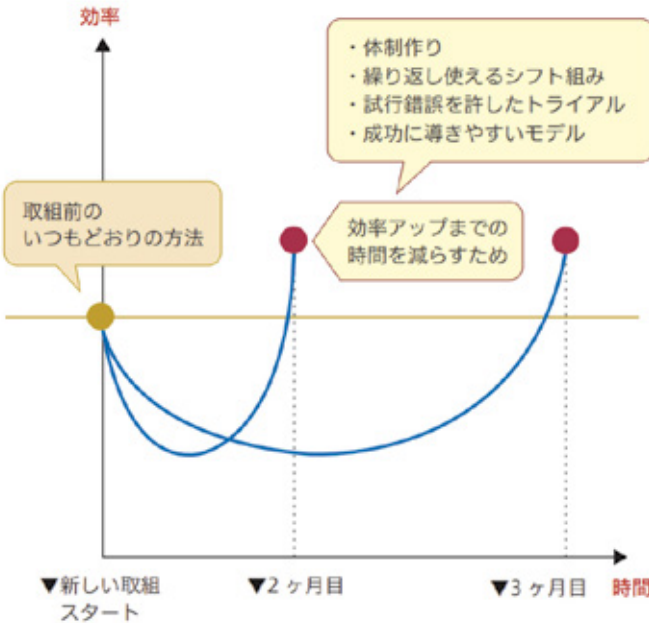 効率
・体制作り
・繰り返し使えるシフト組み
・試行錯誤を許したトライアル
・成功に導きやすいモデル
取組前の
いつもどおりの方法
効率アップまでの
時間を減らすため
▼新しい取組
スタート
▼2 ヶ月目
▼3 ヶ月目
時間